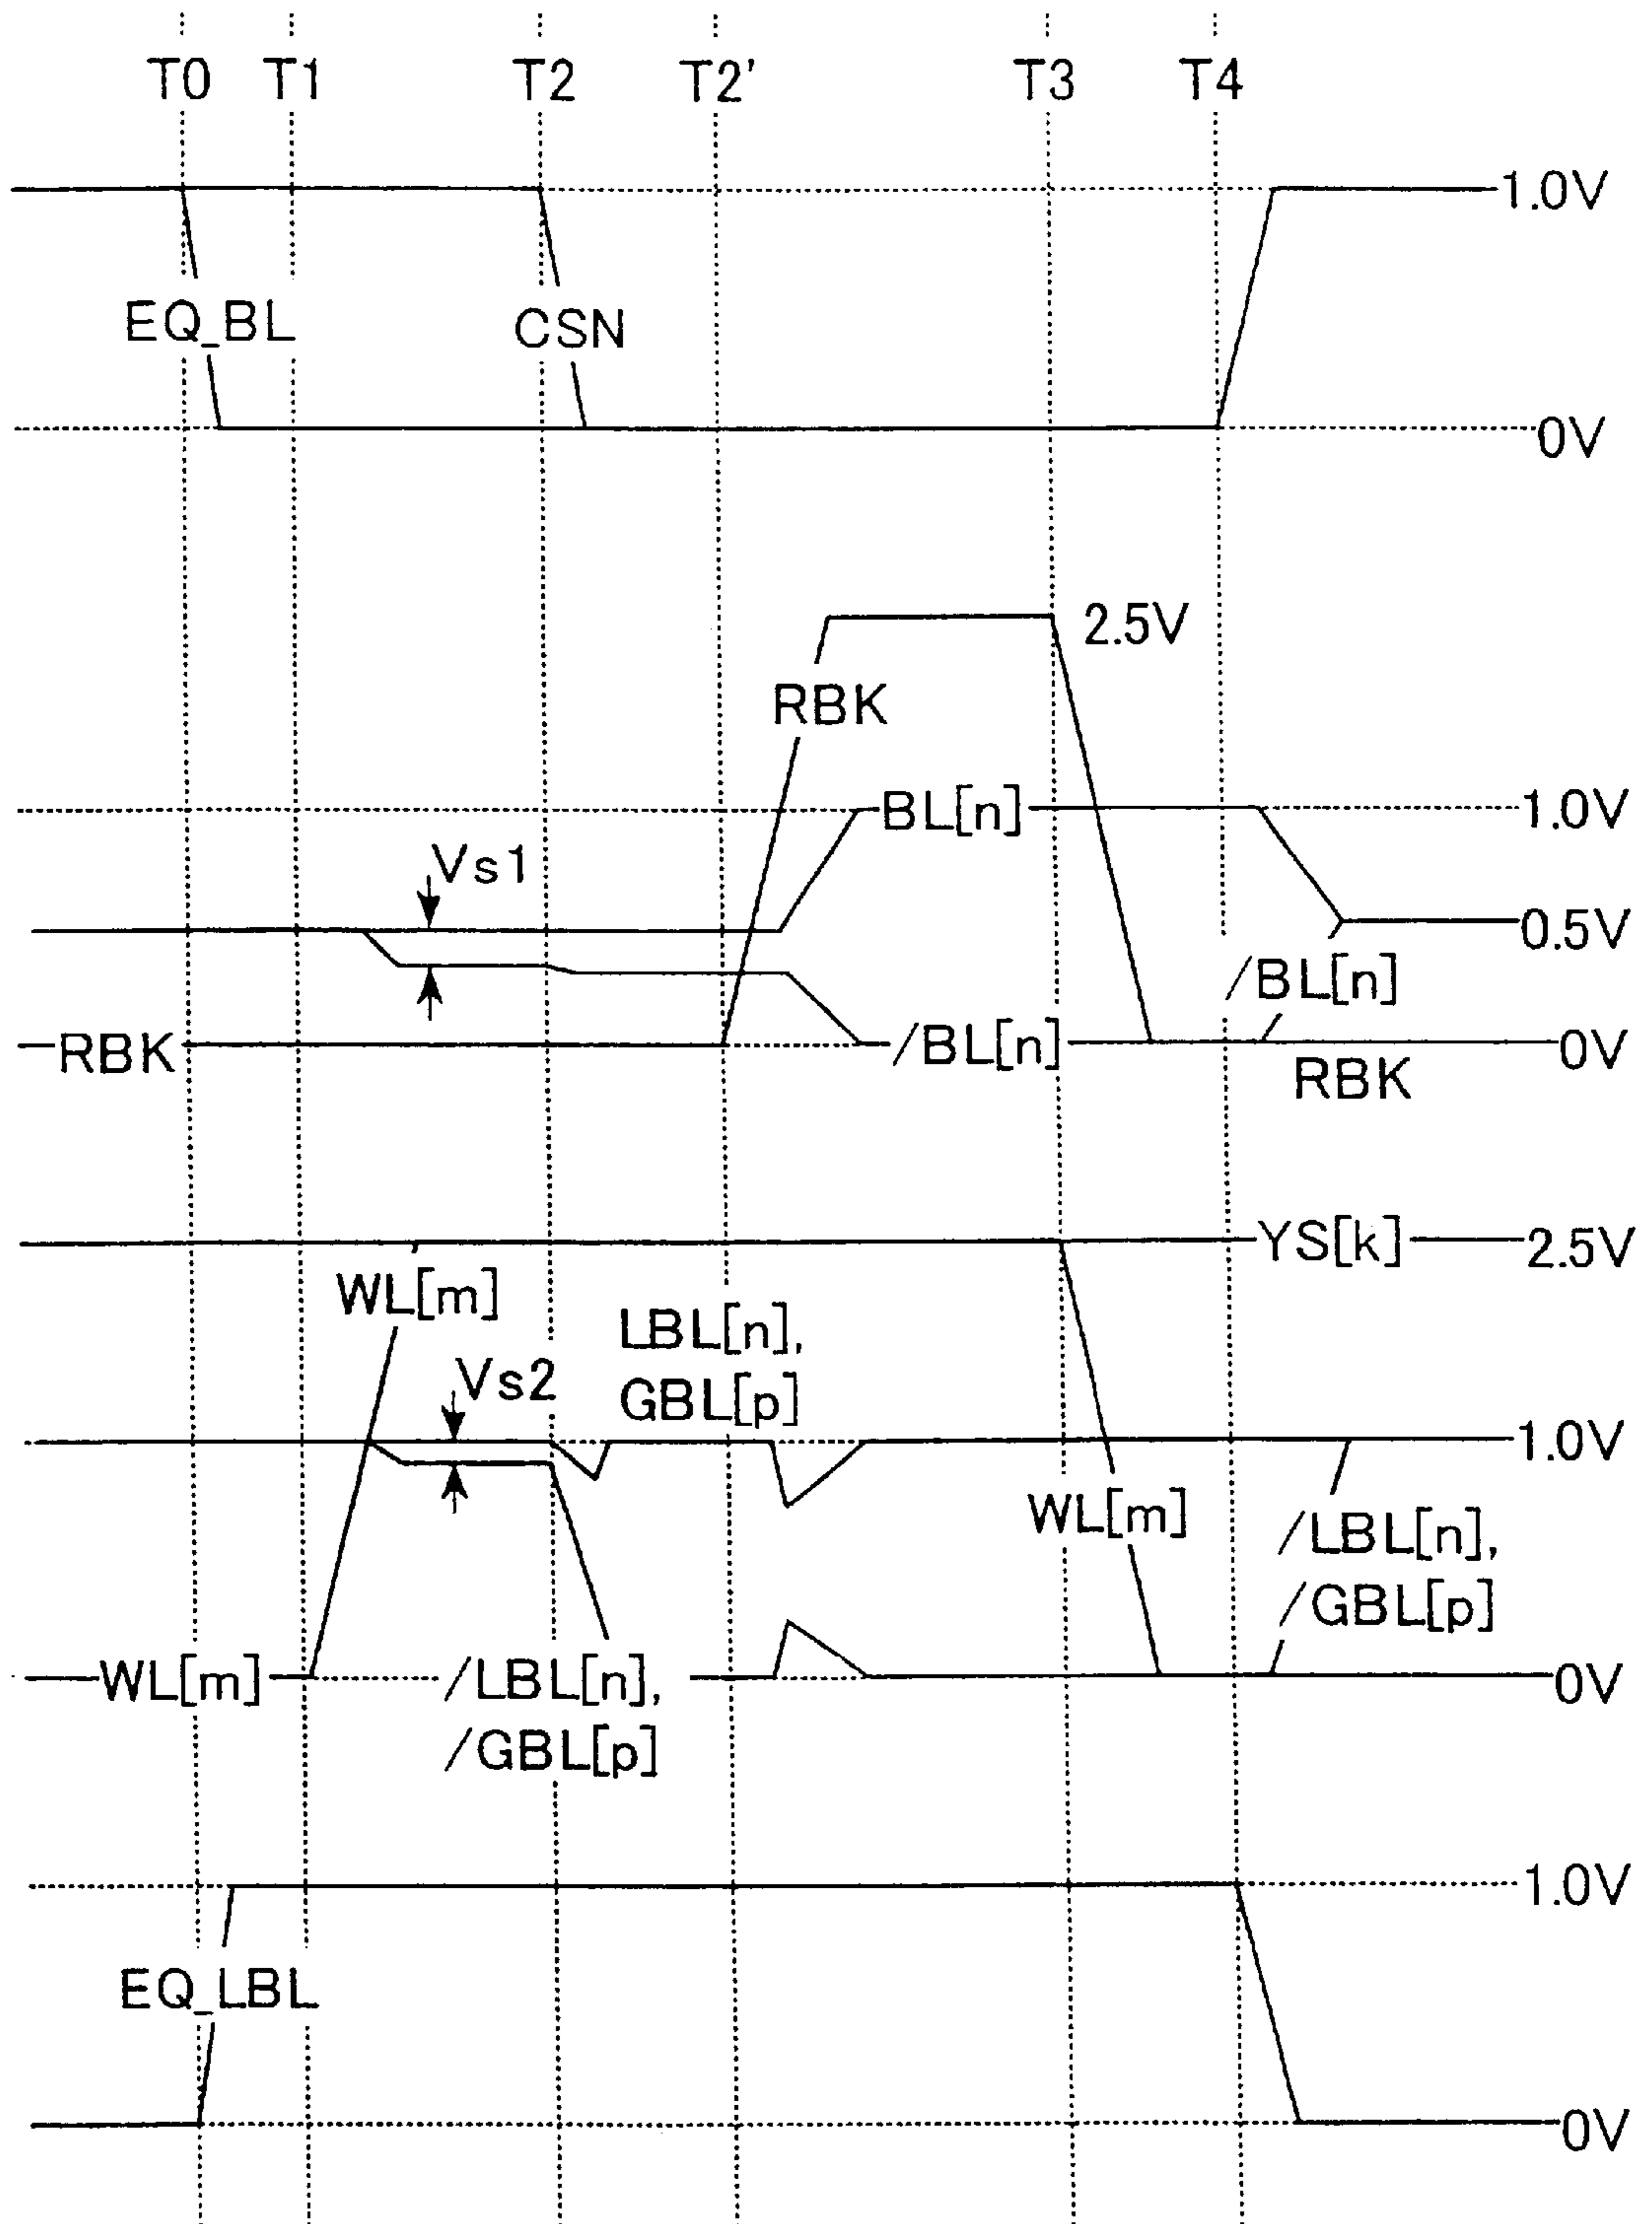 T0 T1 T2 T2' T3 T4
1.0V
EQ_BL CSN
0V
2.5V
RBK
BL[n] 1.0V
Vs1
0.5V
/BL[n]
RBK /BL[n] 0V
RBK
YS[k] 2.5V
WL[m]
LBL[n],
GBL[p]
Vs2
1.0V
WL[m]
/LBL[n],
/GBL[p]
WL[m] /LBL[n], 0V
/GBL[p]
1.0V
EQ_LBL
0V